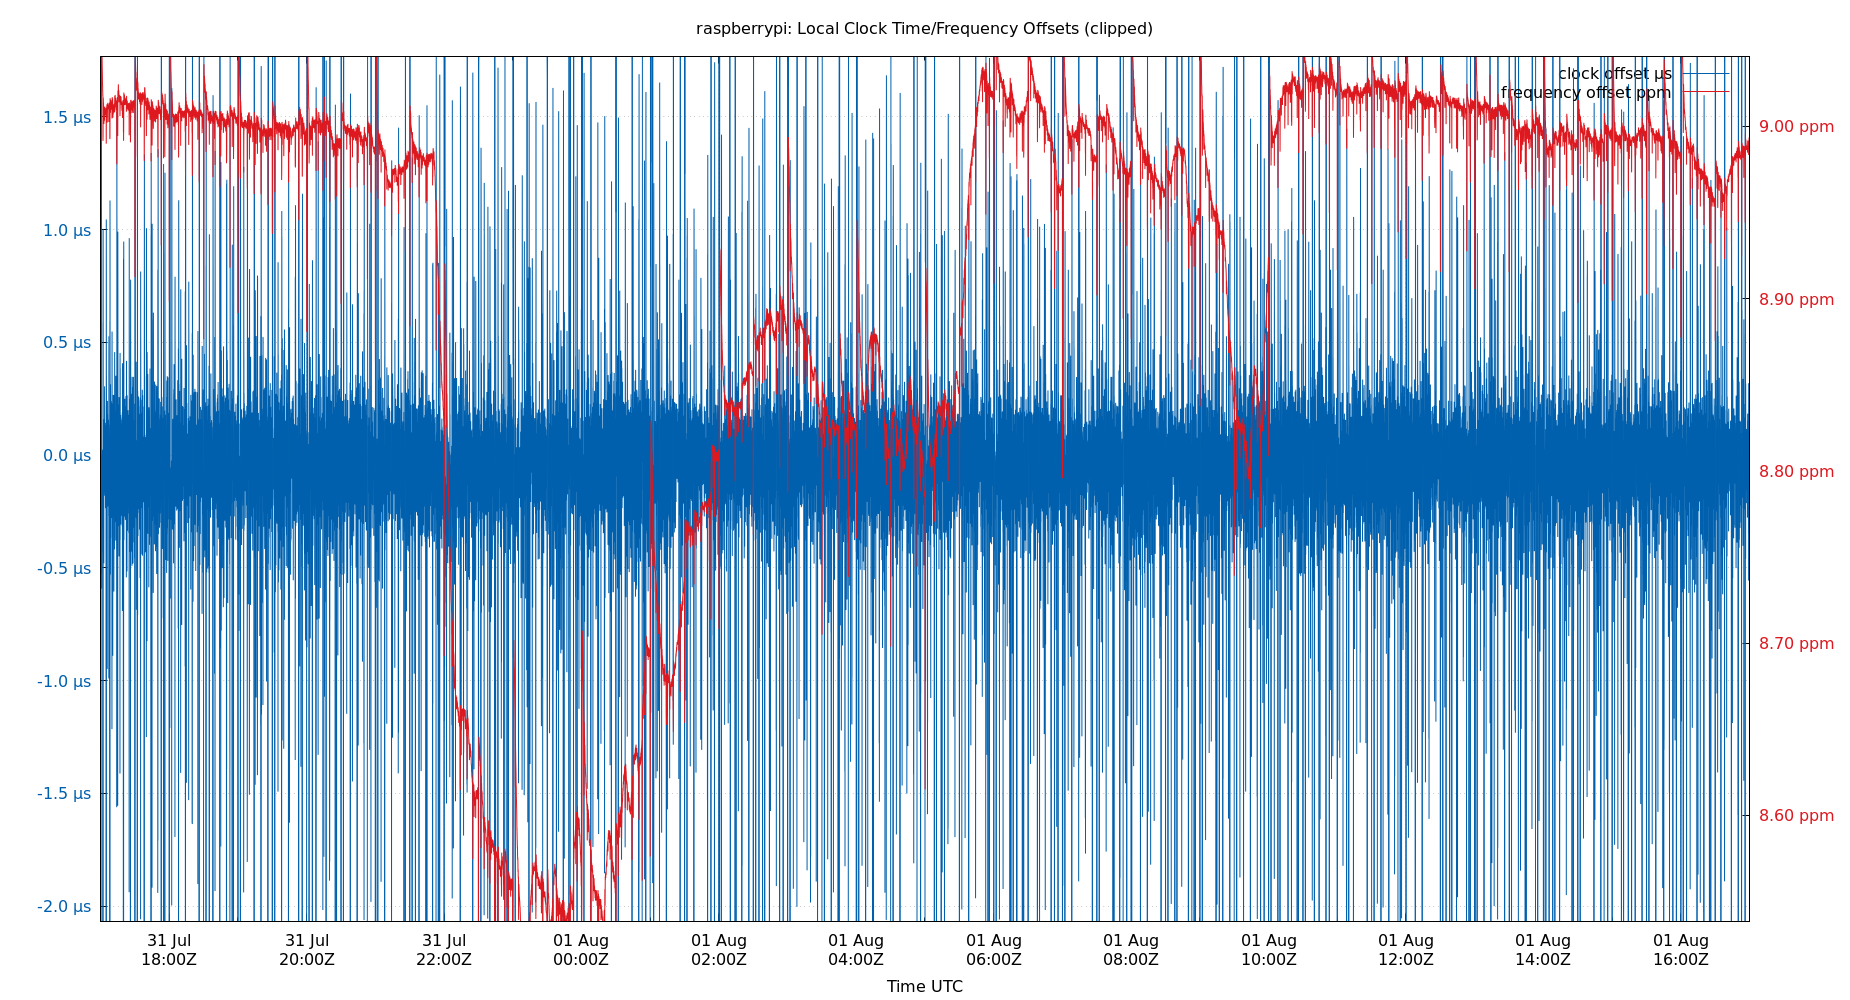 raspberrypi: Local Clock Time/Frequency Offsets (clipped)
clock offset µs
frequency offset ppm
1.5 µs
1.0 µs
0.5 µs
0.0 µs
-0.5 µs
-1.0 µs
-1.5 µs
-2.0 µs
9.00 ppm
8.90 ppm
8.80 ppm
8.70 ppm
8.60 ppm
31 Jul 31 Jul 31 Jul 01 Aug 01 Aug 01 Aug 01 Aug 01 Aug 01 Aug 01 Aug 01 Aug 01 Aug
18:00Z 20:00Z 22:00Z 00:00Z 02:00Z 04:00Z 06:00Z 08:00Z 10:00Z 12:00Z 14:00Z 16:00Z
Time UTC